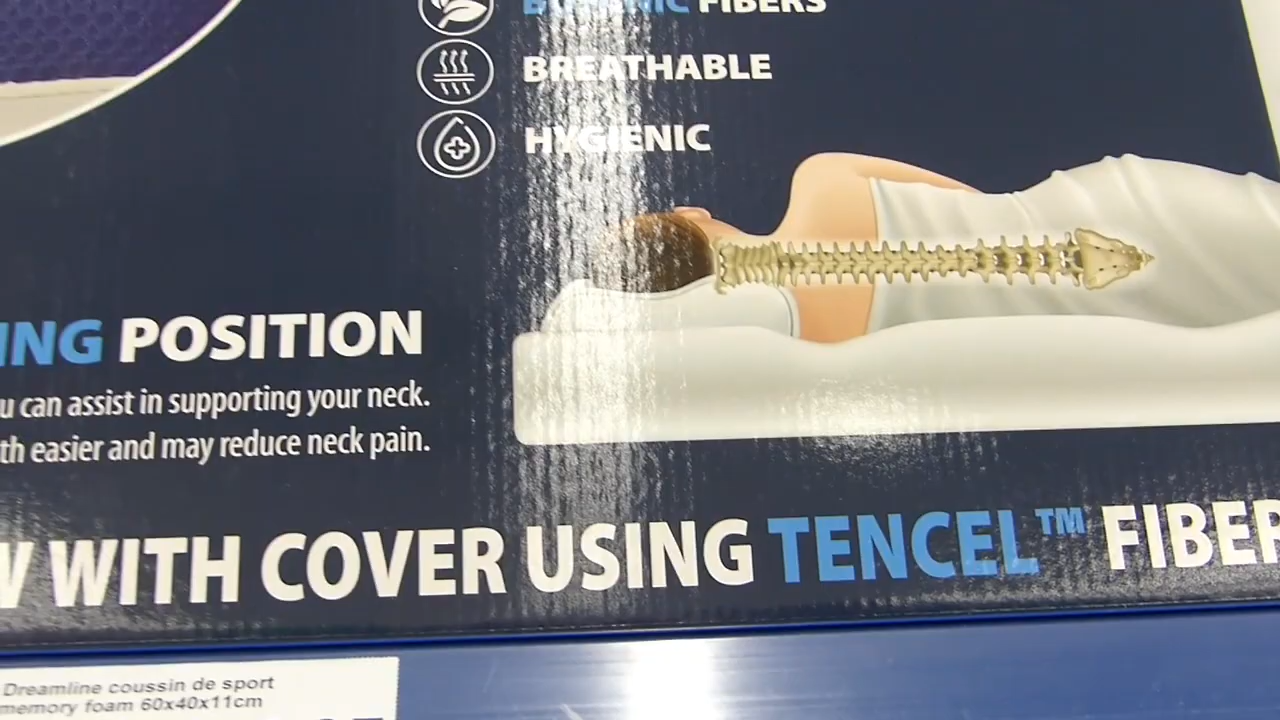 FIBERS
BREATHABLE
HYGIENIC
ING POSITION
u can assist in supporting your neck.
th easier and may reduce neck pain.
W WITH COVER USING TENCEL™ FIBER
Dreamline coussin de sport
memory foam 60x40x11cm